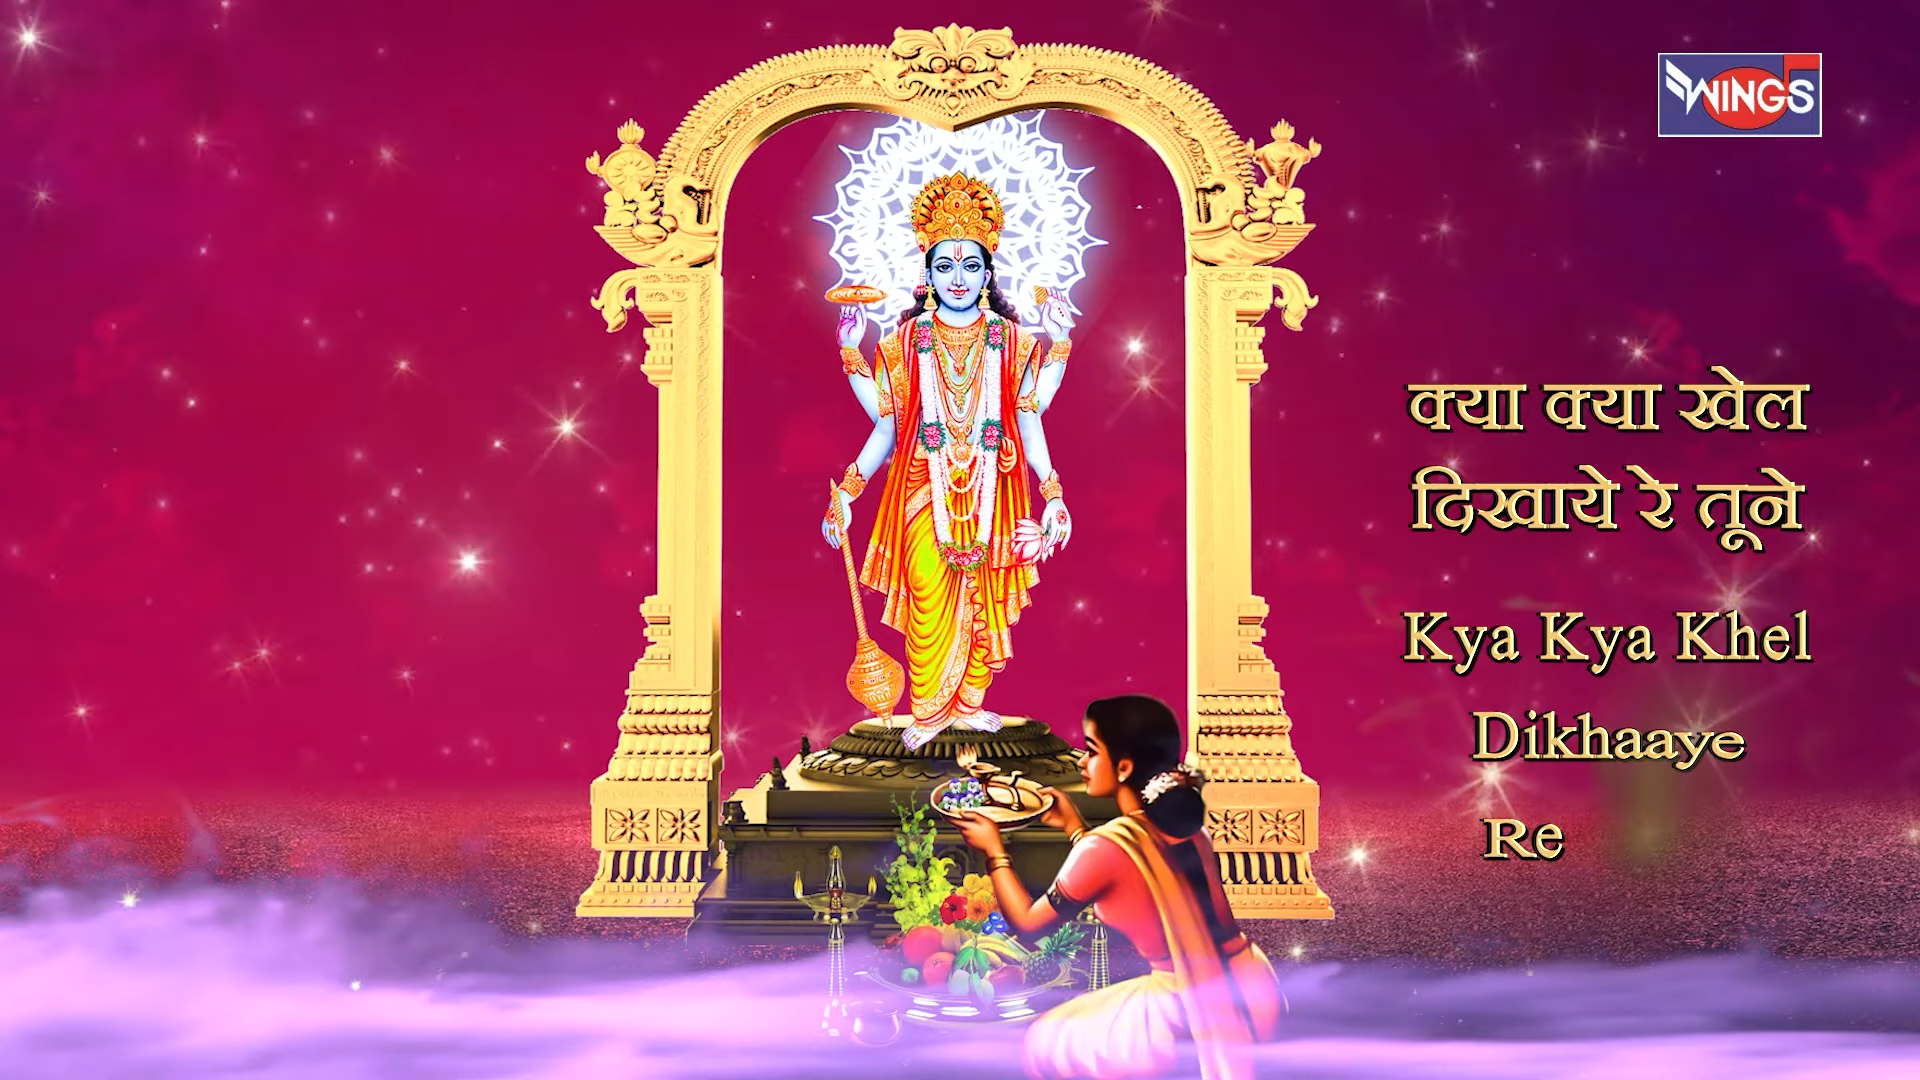 WINGS
क्या क्या खेल
दिखाये रे तूने
Kya Kya Khel
Dikhaaye
Re